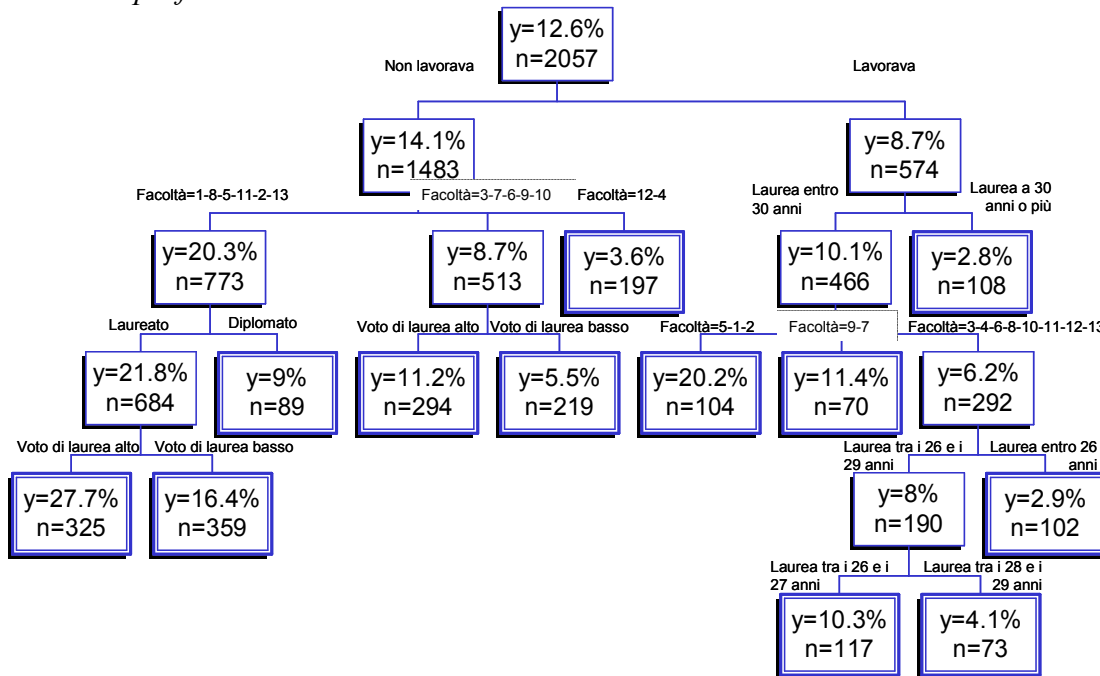 y=12.6%
n=2057
Non lavorava
Lavorava
y=14.1%
n=1483
y=8.7%
n=574
Facoltà=1-8-5-11-2-13
Facoltà=3-7-6-9-10
Facoltà=12-4
Laurea entro
30 anni
Laurea a 30
anni o più
y=20.3%
n=773
y=8.7%
n=513
y=3.6%
n=197
y=10.1%
n=466
y=2.8%
n=108
Laureato
Diplomato
Voto di laurea alto
Voto di laurea basso
Facoltà=5-1-2
Facoltà=9-7
Facoltà=3-4-6-8-10-11-12-13
y=21.8%
n=684
y=9%
n=89
y=11.2%
n=294
y=5.5%
n=219
y=20.2%
n=104
y=11.4%
n=70
y=6.2%
n=292
Voto di laurea alto
Voto di laurea basso
Laurea tra i 26 e i
29 anni
Laurea entro 26
anni
y=27.7%
n=325
y=16.4%
n=359
y=8%
n=190
y=2.9%
n=102
Laurea tra i 26 e i
27 anni
Laurea tra i 28 e i
29 anni
y=10.3%
n=117
y=4.1%
n=73